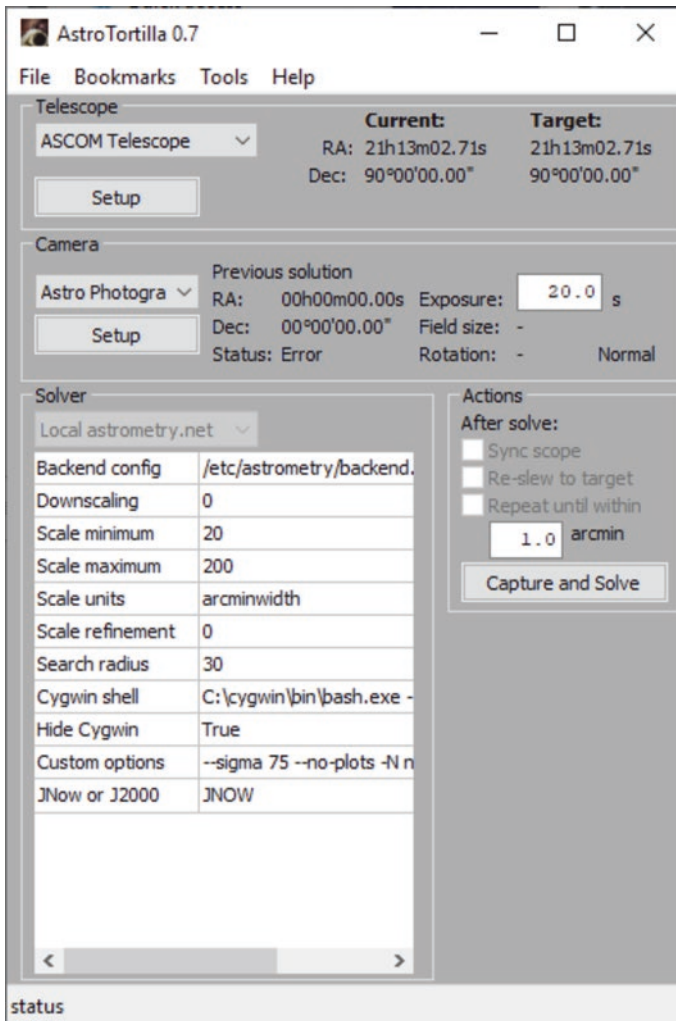 AstroTortilla 0.7
File Bookmarks Tools Help
Telescope
ASCOM Telescope
Setup
Current: Target:
RA: 21h13m02.71s 21h13m02.71s
Dec: 90°00'00.00" 90°00'00.00"
Camera
Astro Photogra
Setup
Previous solution
RA: 00h00m00.00s Exposure: 20.0 s
Dec: 00°00'00.00" Field size: -
Status: Error Rotation: - Normal
Solver
Local astrometry.net
Backend config /etc/astrometry/backend.
Downscaling 0
Scale minimum 20
Scale maximum 200
Scale units arcminwidth
Scale refinement 0
Search radius 30
Cygwin shell C:\cygwin\bin\bash.exe -
Hide Cygwin True
Custom options --sigma 75 --no-plots -N n
JNow or J2000 JNOW
Actions
After solve:
Sync scope
Re-slew to target
Repeat until within
1.0 arcmin
Capture and Solve
status